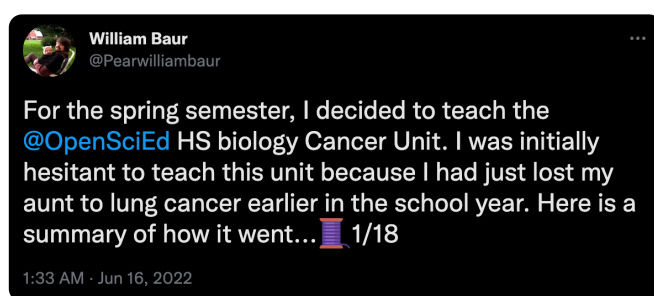 William Baur
@Pearwilliambaur
For the spring semester, I decided to teach the
@OpenSciEd HS biology Cancer Unit. I was initially
hesitant to teach this unit because I had just lost my
aunt to lung cancer earlier in the school year. Here is a
summary of how it went...🧵 1/18
1:33 AM · Jun 16, 2022